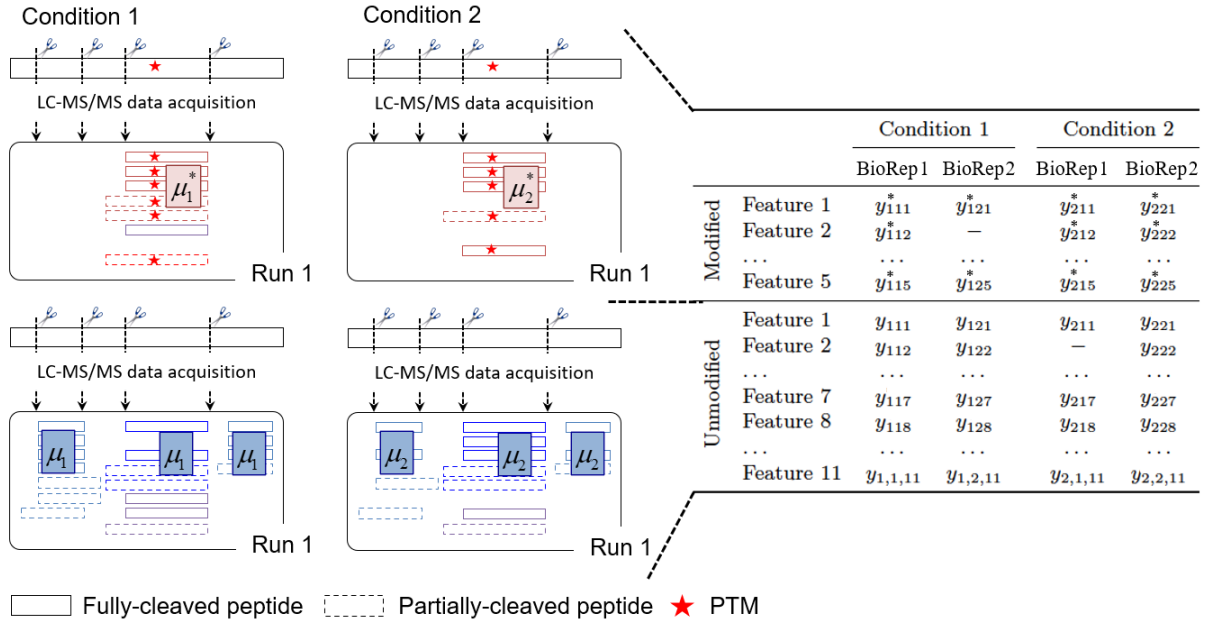 Condition 1
Condition 2
LC-MS/MS data acquisition
LC-MS/MS data acquisition
μ₁*
μ₂*
Run 1
Run 1
LC-MS/MS data acquisition
LC-MS/MS data acquisition
μ₁ μ₁ μ₁
μ₂ μ₂ μ₂
Run 1
Run 1
Fully-cleaved peptide
Partially-cleaved peptide
PTM
Condition 1 Condition 2
BioRep1 BioRep2 BioRep1 BioRep2
Modified
Feature 1 y*₁₁₁ y*₁₂₁ y*₂₁₁ y*₂₂₁
Feature 2 y*₁₁₂ – y*₂₁₂ y*₂₂₂
... ... ... ... ...
Feature 5 y*₁₁₅ y*₁₂₅ y*₂₁₅ y*₂₂₅
Unmodified
Feature 1 y₁₁₁ y₁₂₁ y₂₁₁ y₂₂₁
Feature 2 y₁₁₂ y₁₂₂ – y₂₂₂
... ... ... ... ...
Feature 7 y₁₁₇ y₁₂₇ y₂₁₇ y₂₂₇
Feature 8 y₁₁₈ y₁₂₈ y₂₁₈ y₂₂₈
... ... ... ... ...
Feature 11 y₁,₁,₁₁ y₁,₂,₁₁ y₂,₁,₁₁ y₂,₂,₁₁